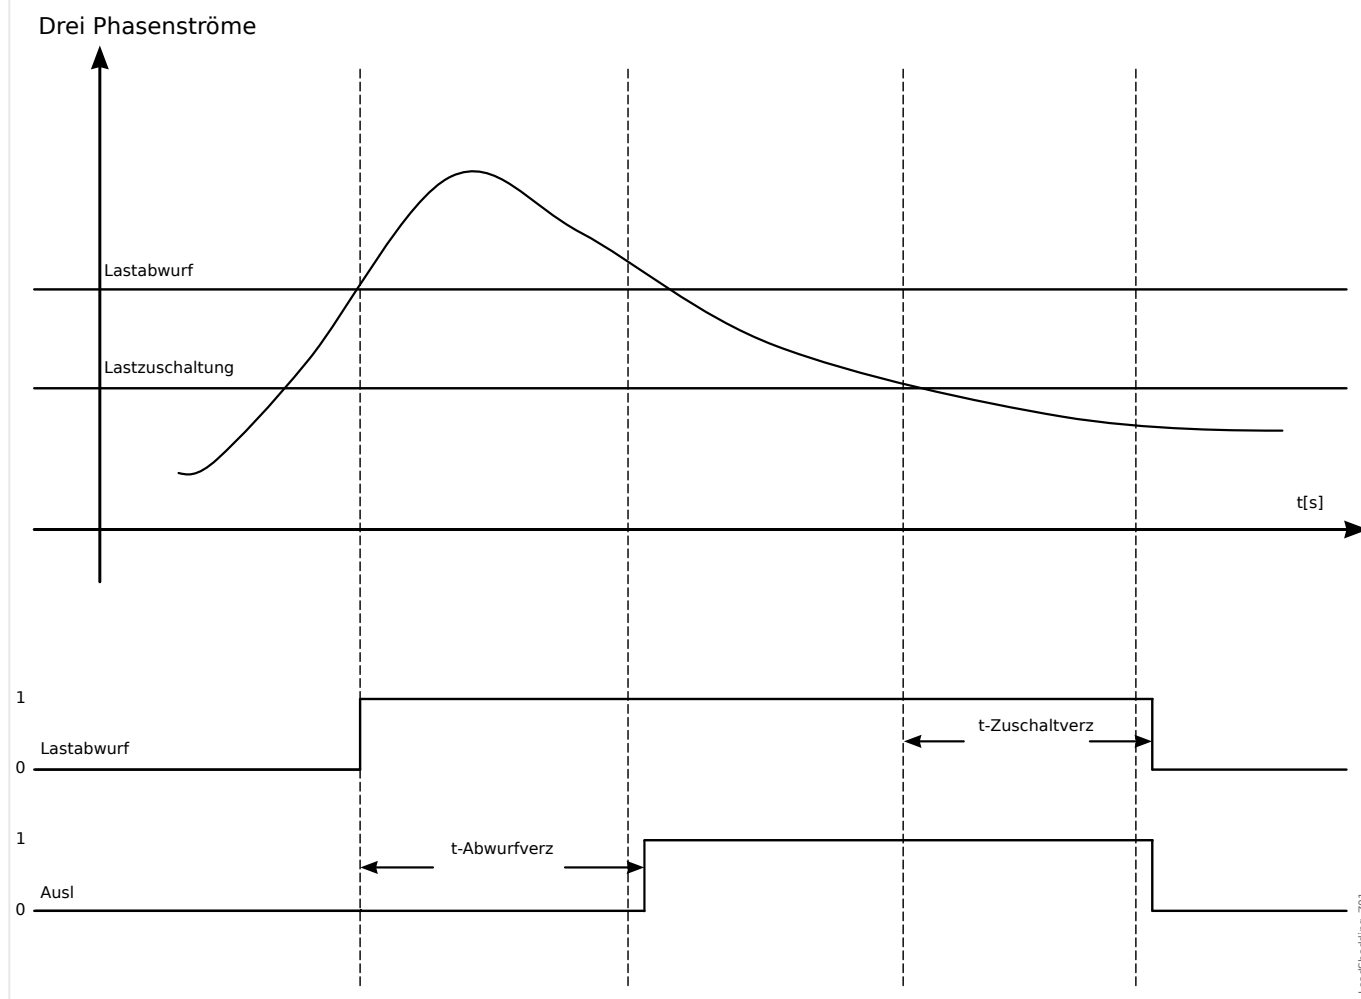 Drei Phasenströme
Lastabwurf
Lastzuschaltung
t[s]
1
t-Zuschaltverz
Lastabwurf
0
1
t-Abwurfverz
Ausl
0